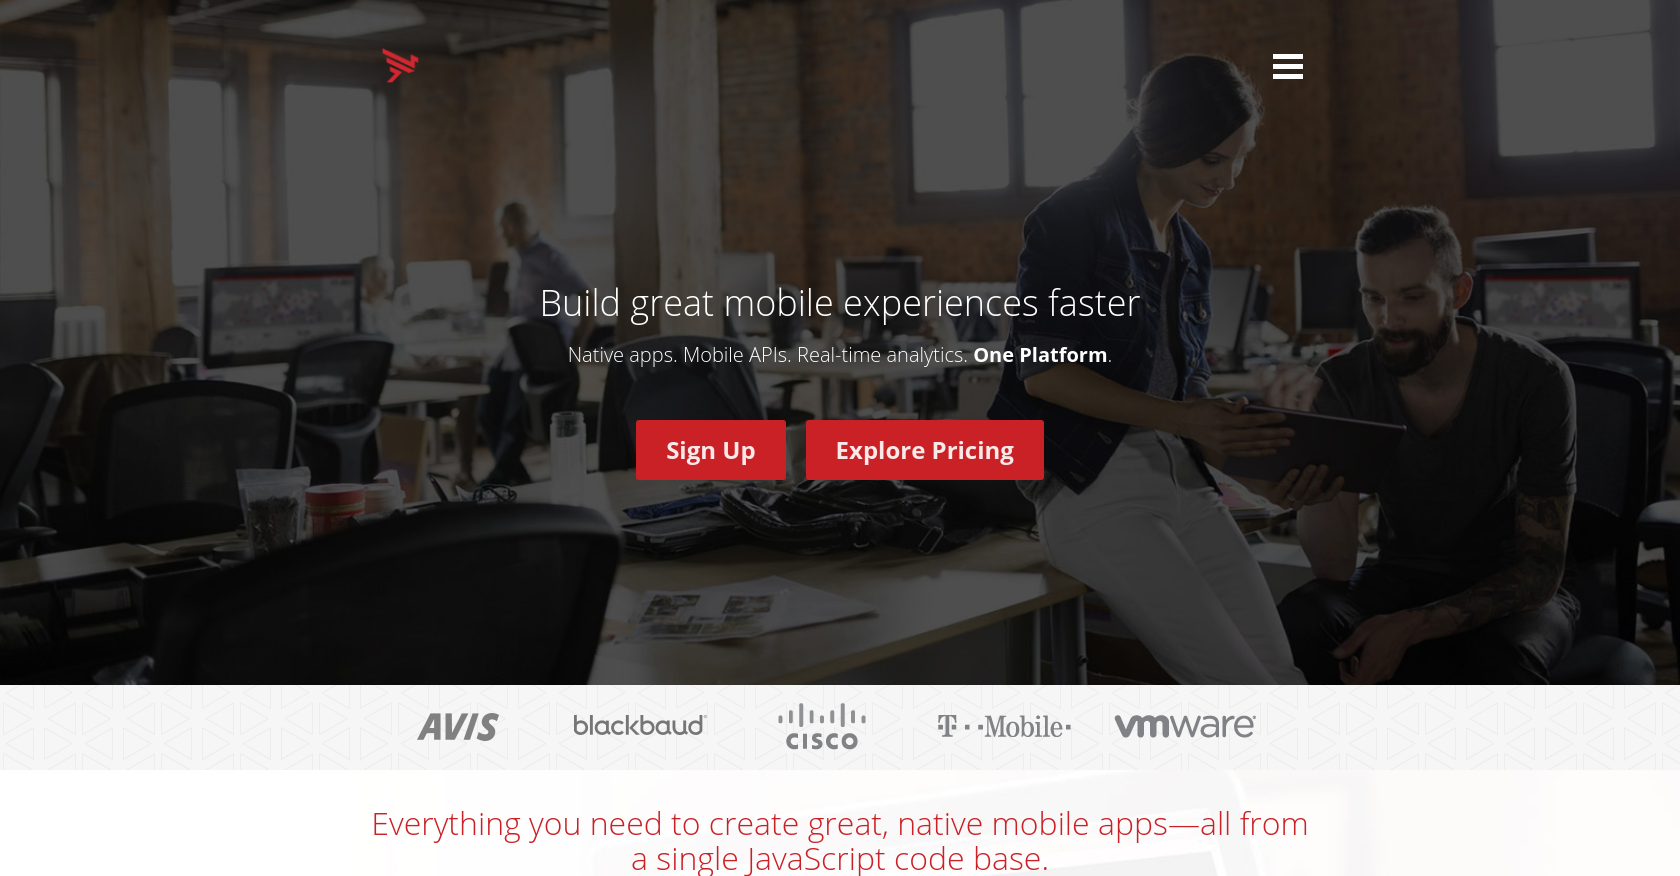 Build great mobile experiences faster
Native apps. Mobile APIs. Real-time analytics. One Platform.
Sign Up
Explore Pricing
AVIS
blackbaud
CISCO
T··Mobile·
vmware
Everything you need to create great, native mobile apps—all from
a single JavaScript code base.